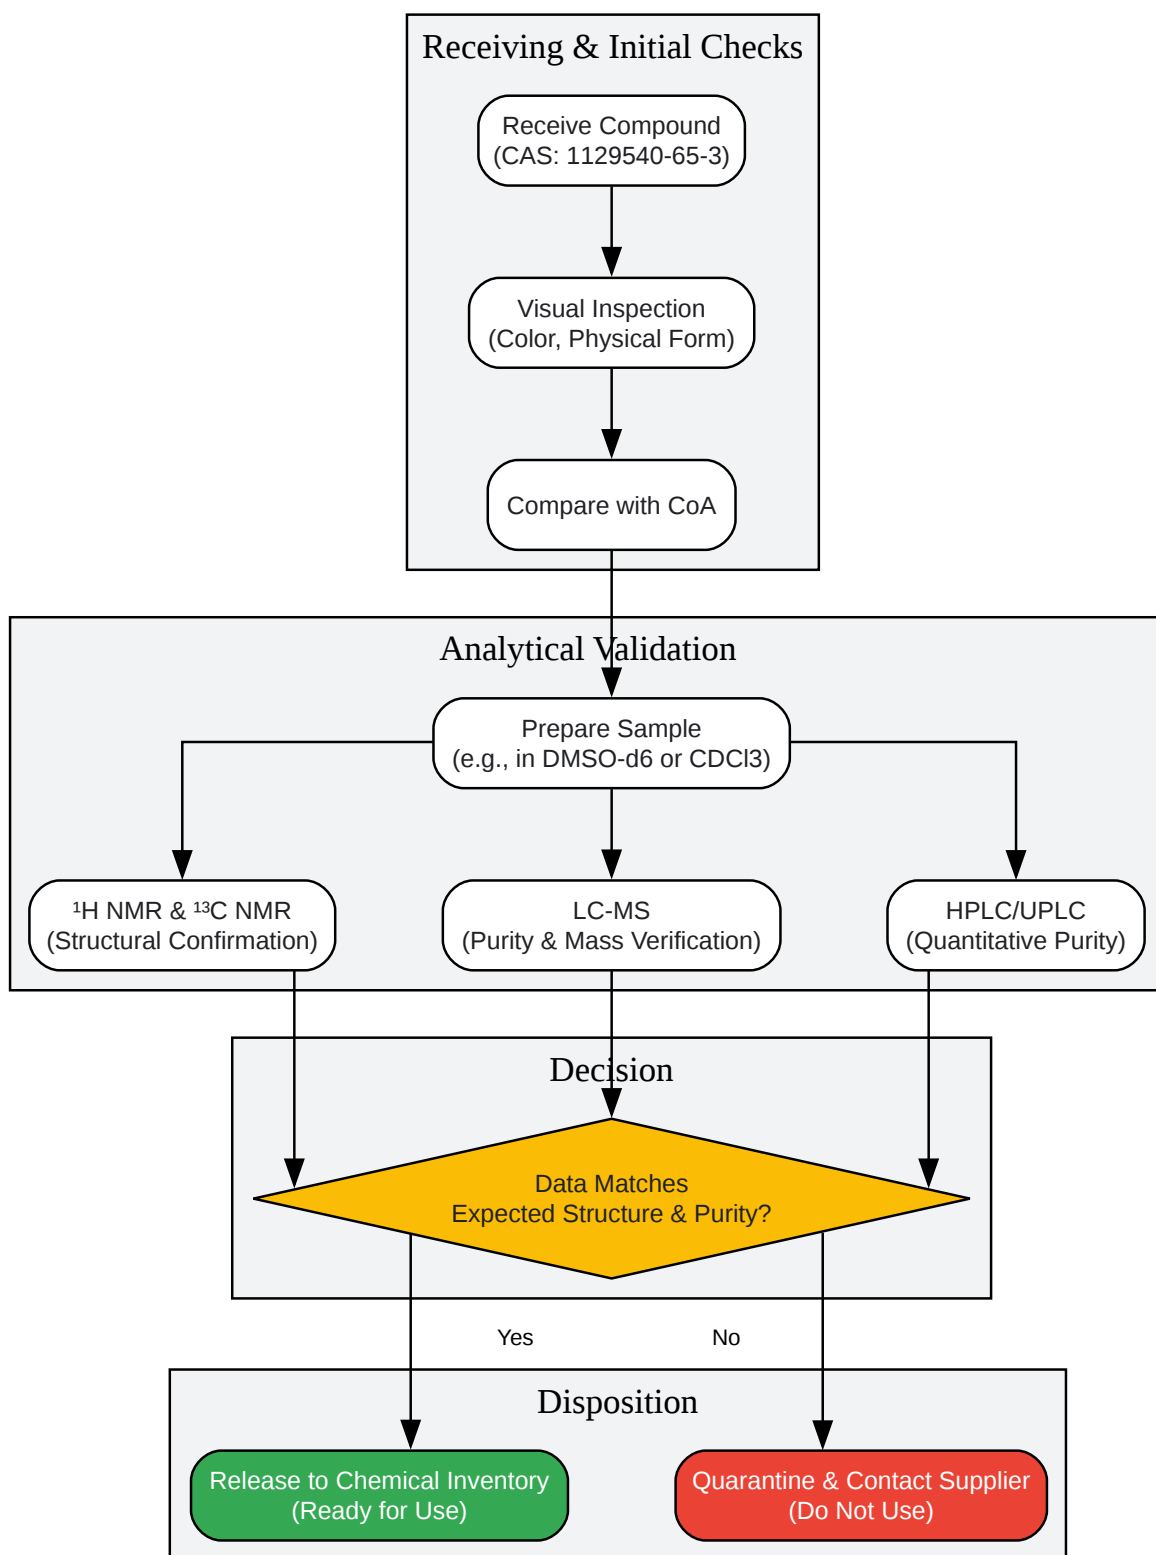 Receiving & Initial Checks
Receive Compound
(CAS: 1129540-65-3)
Visual Inspection
(Color, Physical Form)
Compare with CoA
Analytical Validation
Prepare Sample
(e.g., in DMSO-d6 or CDCl3)
¹H NMR & ¹³C NMR
(Structural Confirmation)
LC-MS
(Purity & Mass Verification)
HPLC/UPLC
(Quantitative Purity)
Decision
Data Matches
Expected Structure & Purity?
Yes
No
Disposition
Release to Chemical Inventory
(Ready for Use)
Quarantine & Contact Supplier
(Do Not Use)